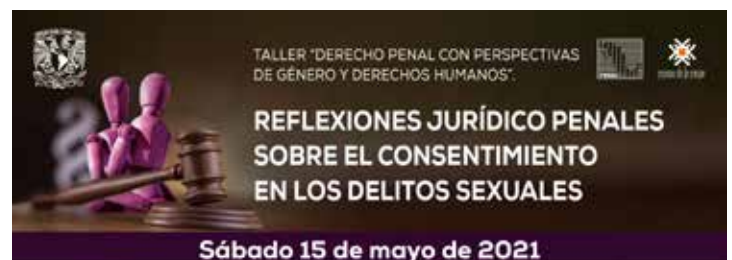 TALLER "DERECHO PENAL CON PERSPECTIVAS
DE GÉNERO Y DERECHOS HUMANOS".
REFLEXIONES JURÍDICO PENALES
SOBRE EL CONSENTIMIENTO
EN LOS DELITOS SEXUALES
Sábado 15 de mayo de 2021